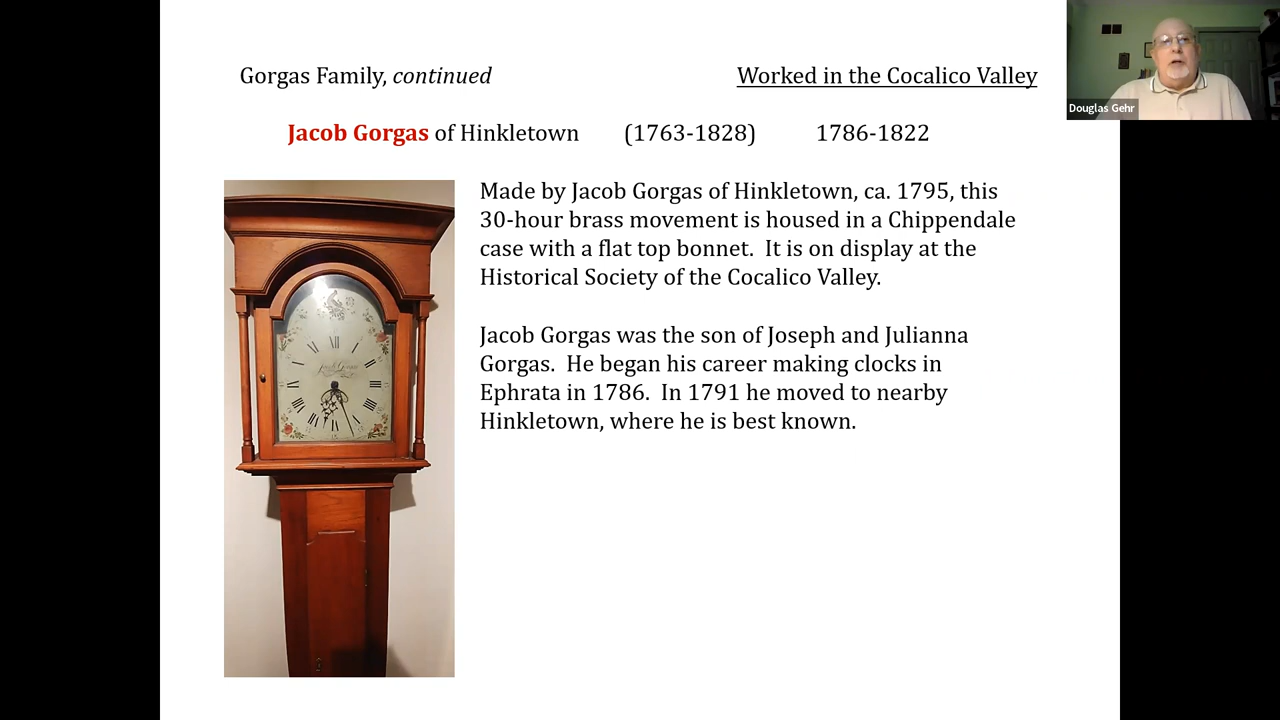 Gorgas Family, continued
Worked in the Cocalico Valley
Douglas Gehr
Jacob Gorgas of Hinkletown (1763-1828) 1786-1822
Made by Jacob Gorgas of Hinkletown, ca. 1795, this
30-hour brass movement is housed in a Chippendale
case with a flat top bonnet. It is on display at the
Historical Society of the Cocalico Valley.
Jacob Gorgas was the son of Joseph and Julianna
Gorgas. He began his career making clocks in
Ephrata in 1786. In 1791 he moved to nearby
Hinkletown, where he is best known.